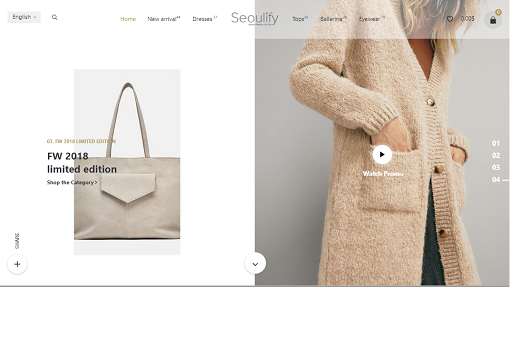 English
Home
New arrival
Dresses
Seoulify
Tops
Ballerina
Eyewear
0.00$
0
03. FW 2018 LIMITED EDITION
FW 2018
limited edition
Shop the Category >
Watch Promo
01
02
03
04
SHARE